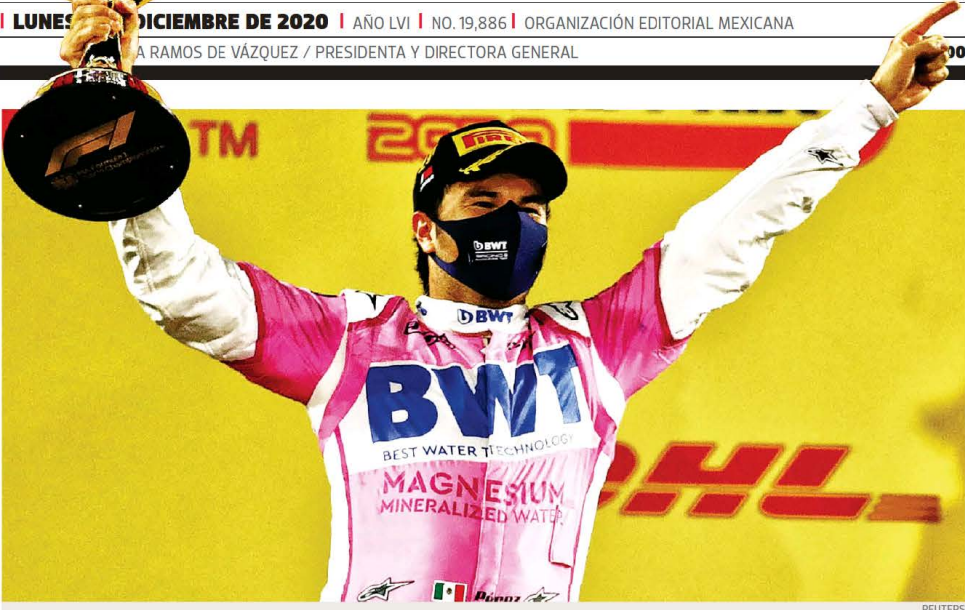 LUNES DICIEMBRE DE 2020 | AÑO LVI | NO. 19,886 | ORGANIZACIÓN EDITORIAL MEXICANA
A RAMOS DE VÁZQUEZ / PRESIDENTA Y DIRECTORA GENERAL
TM
2020
BWT
BWT
BWT
BEST WATER TECHNOLOGY
MAGNESIUM
MINERALIZED WATER
DHL
Pérez
REUTERS